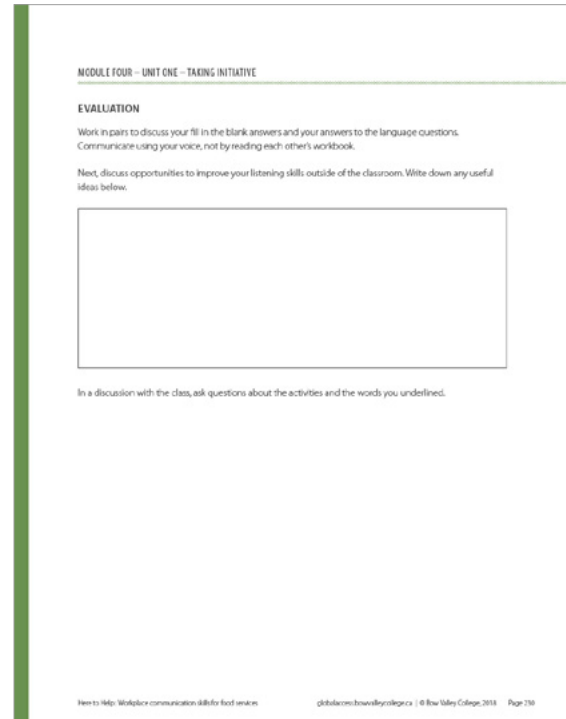 MODULE FOUR – UNIT ONE – TAKING INITIATIVE
EVALUATION
Work in pairs to discuss your fill in the blank answers and your answers to the language questions.
Communicate using your voice, not by reading each other's workbook.
Next, discuss opportunities to improve your listening skills outside of the classroom. Write down any useful
ideas below.
In a discussion with the class, ask questions about the activities and the words you underlined.
Here to Help: Workplace communication skills for food services globalaccess.bowvalleycollege.ca | © Bow Valley College, 2018 Page 250